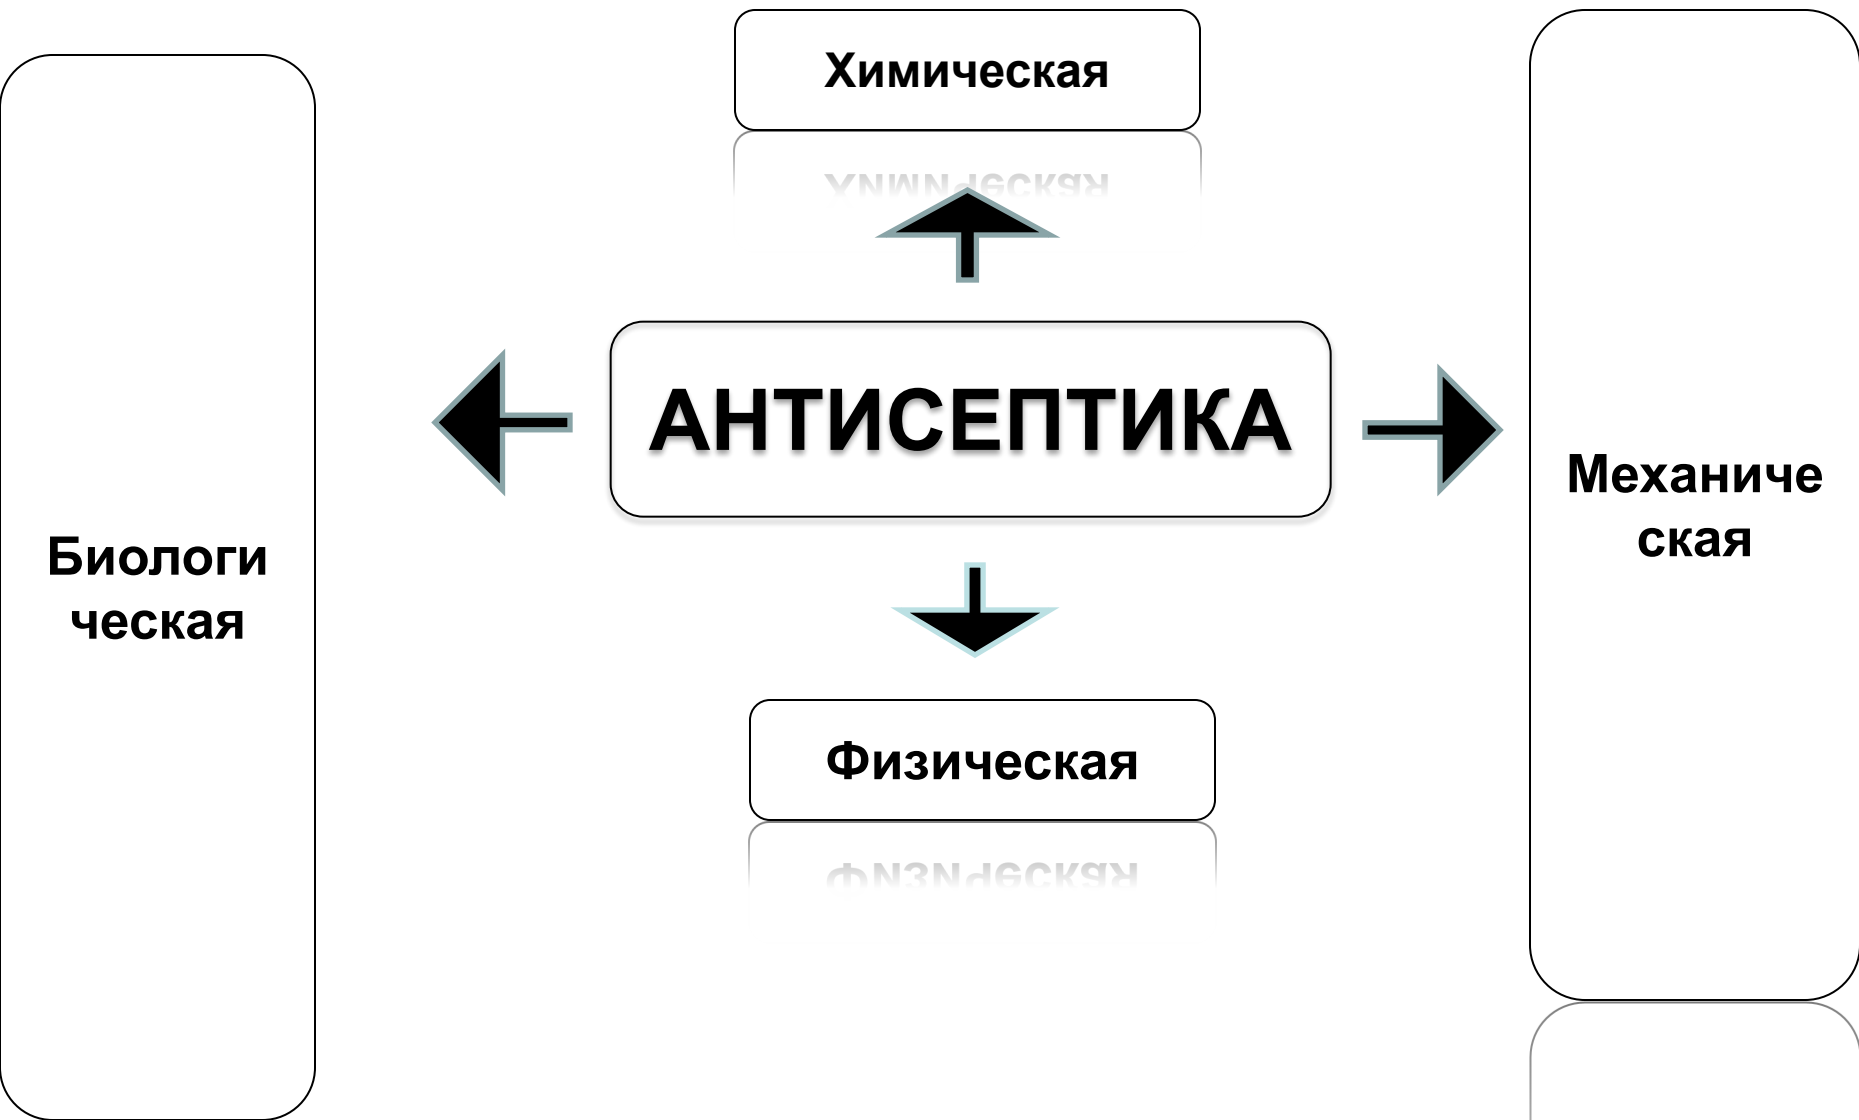 Химическая
АНТИСЕПТИКА
Биологи
ческая
Механиче
ская
Физическая